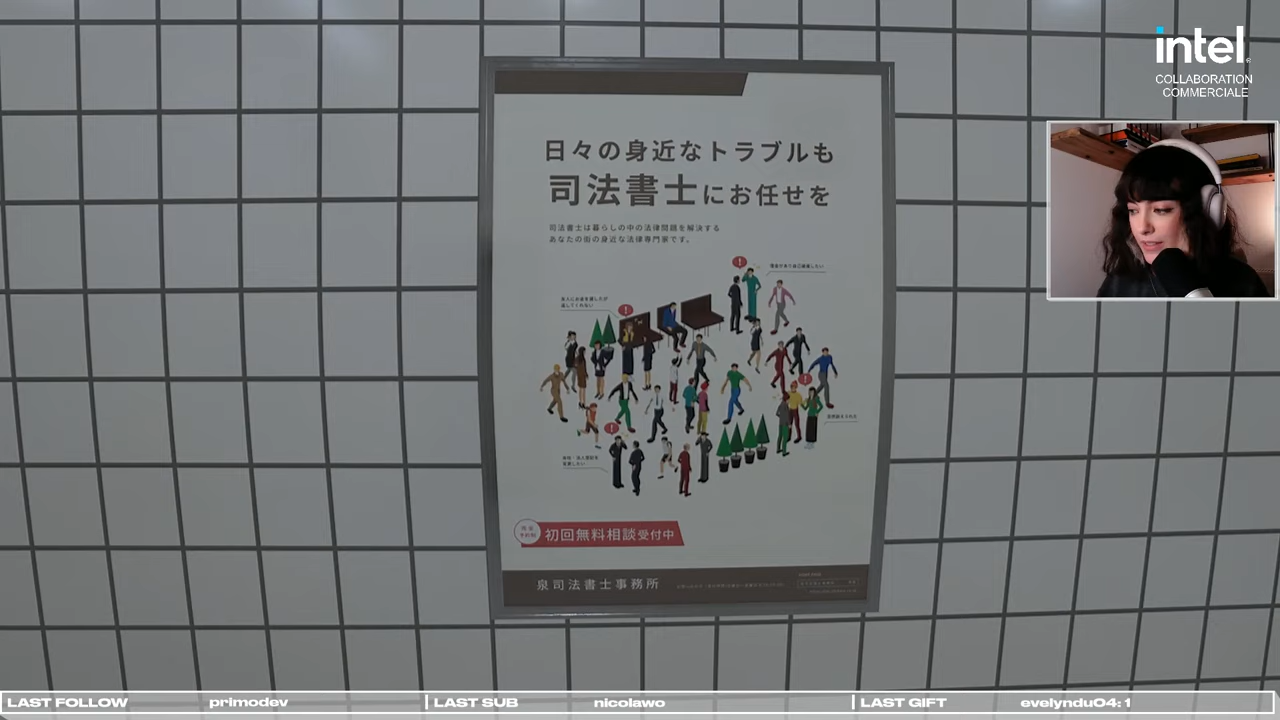 intel
COLLABORATION
COMMERCIALE
日々の身近なトラブルも
司法書士にお任せを
司法書士は暮らしの中の法律問題を解決する
あなたの街の身近な法律専門家です。
初回無料相談受付中
泉司法書士事務所
LAST FOLLOW primodev
LAST SUB nicolawo
LAST GIFT evelyndu04: 1